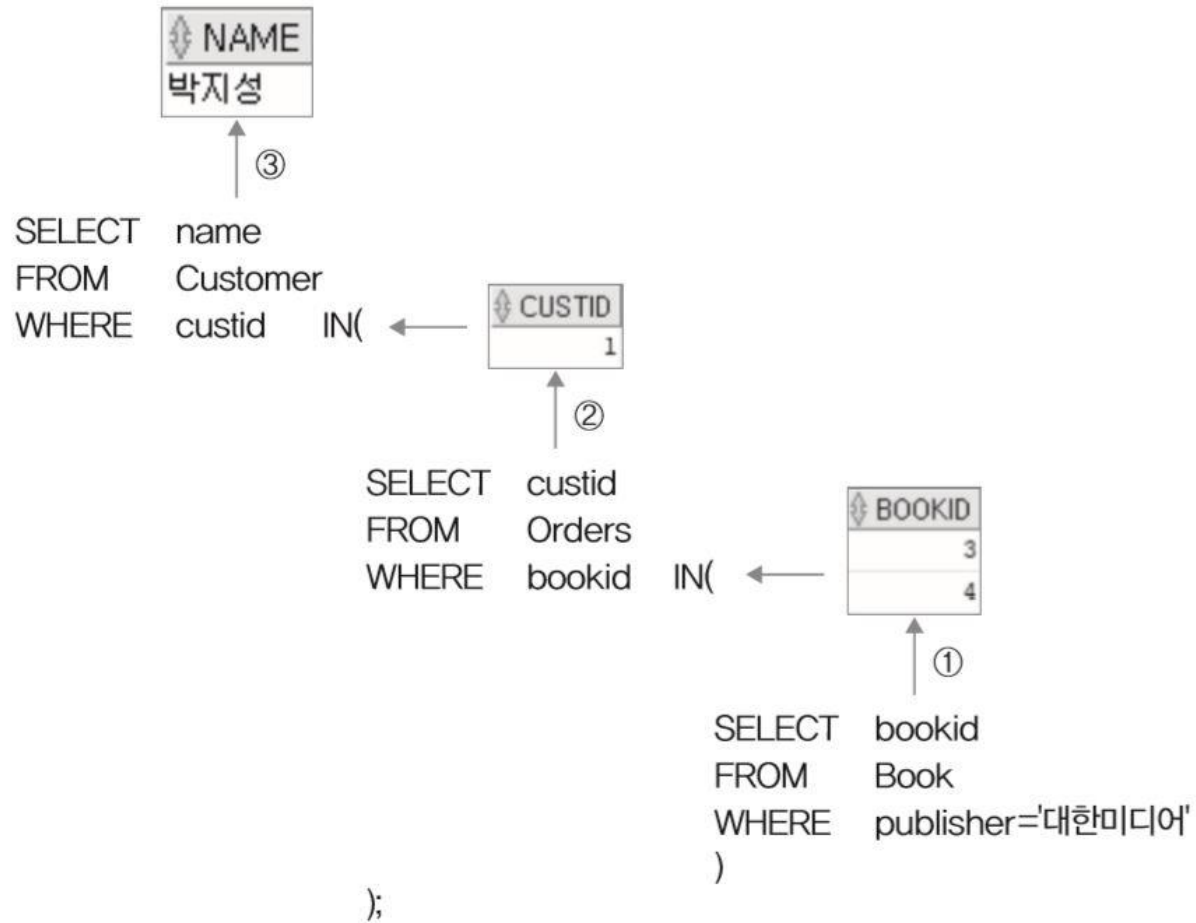 NAME
박지성
③
SELECT name
FROM Customer
WHERE custid IN(
CUSTID
1
②
SELECT custid
FROM Orders
WHERE bookid IN(
BOOKID
3
4
①
SELECT bookid
FROM Book
WHERE publisher='대한미디어'
)
);